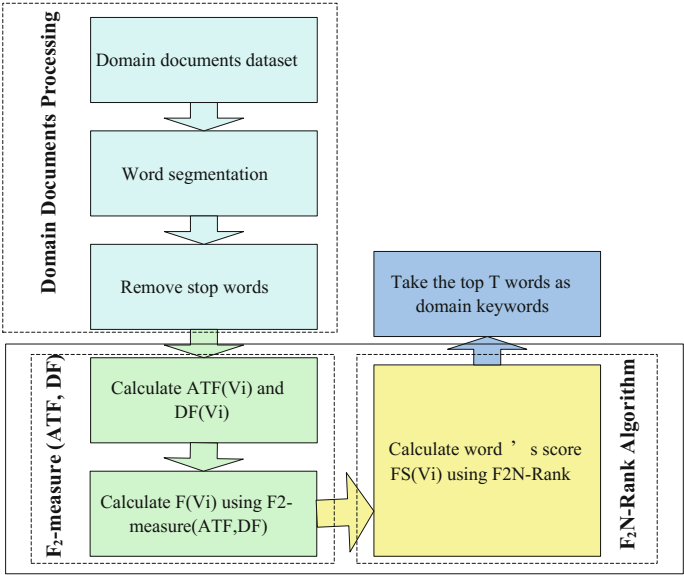 Domain Documents Processing
Domain documents dataset
Word segmentation
Remove stop words
F₂-measure (ATF, DF)
Calculate ATF(Vi) and
DF(Vi)
Calculate F(Vi) using F2-
measure(ATF,DF)
Take the top T words as
domain keywords
Calculate word ’ s score
FS(Vi) using F2N-Rank
F₂N-Rank Algorithm